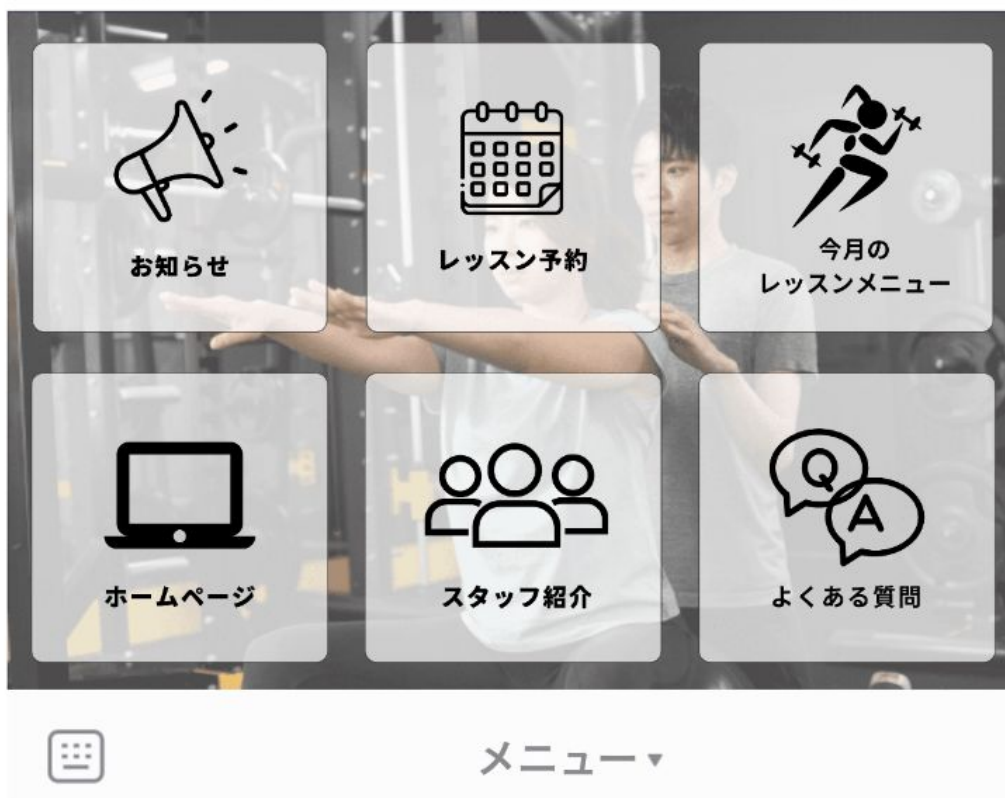 お知らせ
レッスン予約
今月の
レッスンメニュー
ホームページ
スタッフ紹介
Q
A
よくある質問
メニュー▼